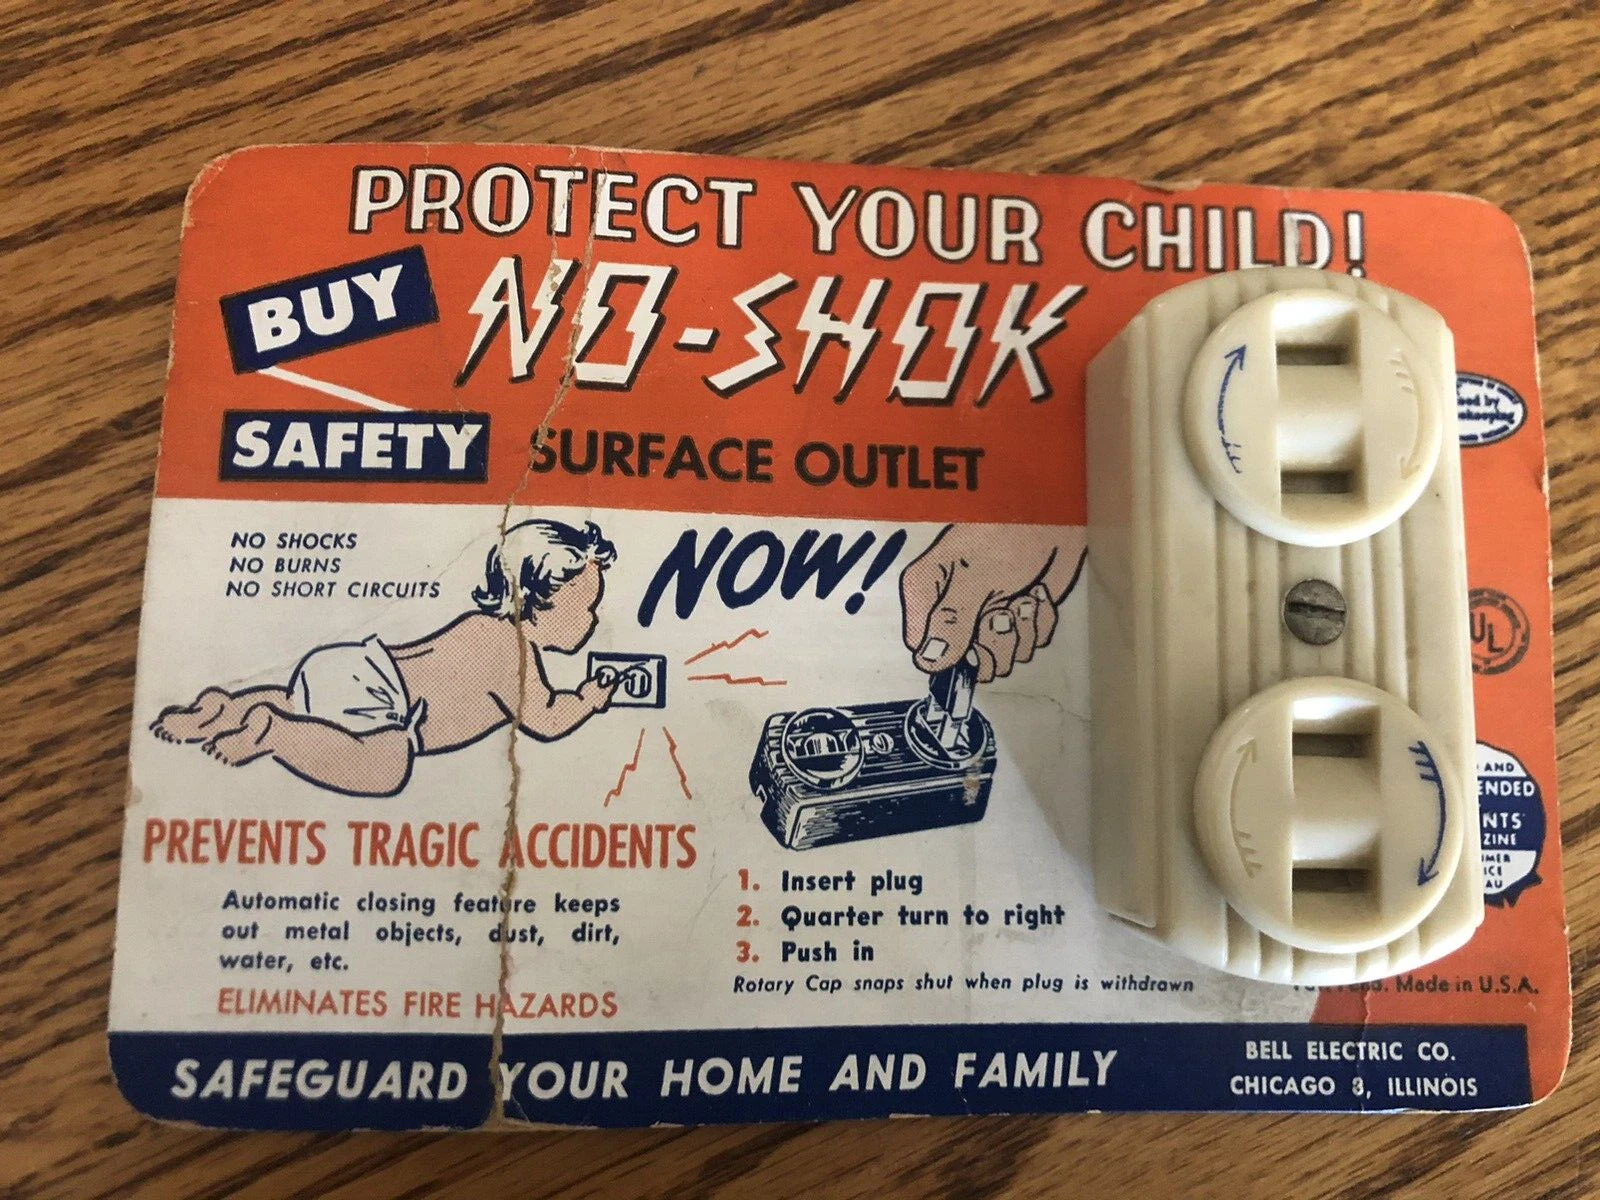 PROTECT YOUR CHILD!
BUY
NO-SHOK
SAFETY
SURFACE OUTLET
NO SHOCKS
NO BURNS
NO SHORT CIRCUITS
NOW!
UL
PREVENTS TRAGIC ACCIDENTS
Automatic closing feature keeps
out metal objects, dust, dirt,
water, etc.
ELIMINATES FIRE HAZARDS
1. Insert plug
2. Quarter turn to right
3. Push in
Rotary Cap snaps shut when plug is withdrawn
AND
Made in U.S.A.
SAFEGUARD YOUR HOME AND FAMILY
BELL ELECTRIC CO.
CHICAGO 8, ILLINOIS